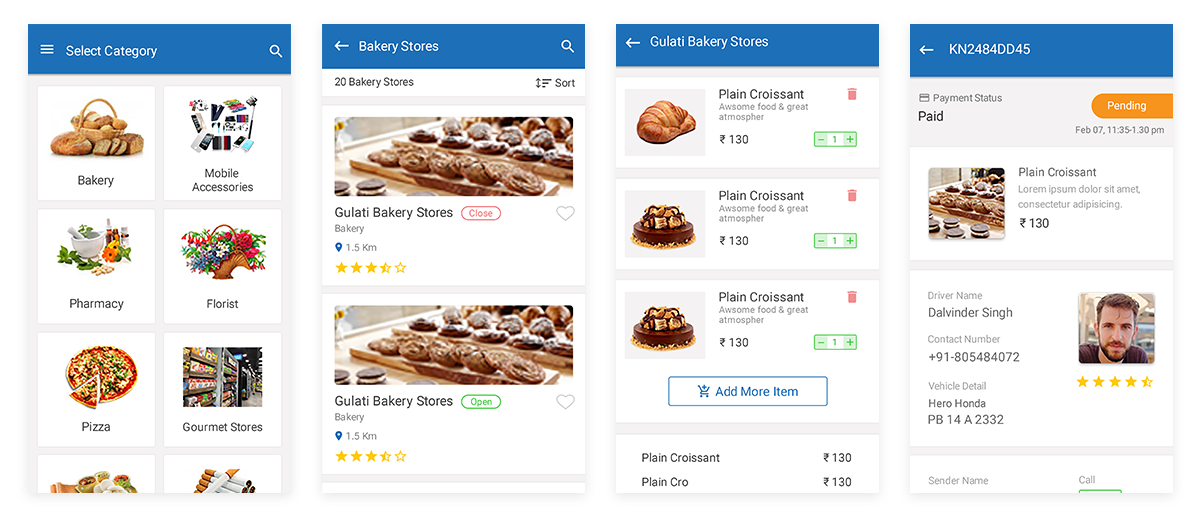 Select Category
Bakery
Mobile
Accessories
Pharmacy
Florist
Pizza
Gourmet Stores
Bakery Stores
20 Bakery Stores
Sort
Gulati Bakery Stores
Close
Bakery
1.5 Km
Gulati Bakery Stores
Open
Bakery
1.5 Km
Gulati Bakery Stores
Plain Croissant
Awsome food & great
atmospher
₹ 130
– 1 +
Plain Croissant
Awsome food & great
atmospher
₹ 130
– 1 +
Plain Croissant
Awsome food & great
atmospher
₹ 130
– 1 +
Add More Item
Plain Croissant ₹ 130
Plain Cro ₹ 130
KN2484DD45
Payment Status
Paid
Pending
Feb 07, 11:35-1.30 pm
Plain Croissant
Lorem ipsum dolor sit amet,
consectetur adipisicing.
₹ 130
Driver Name
Dalvinder Singh
Contact Number
+91-805484072
Vehicle Detail
Hero Honda
PB 14 A 2332
Sender Name
Call